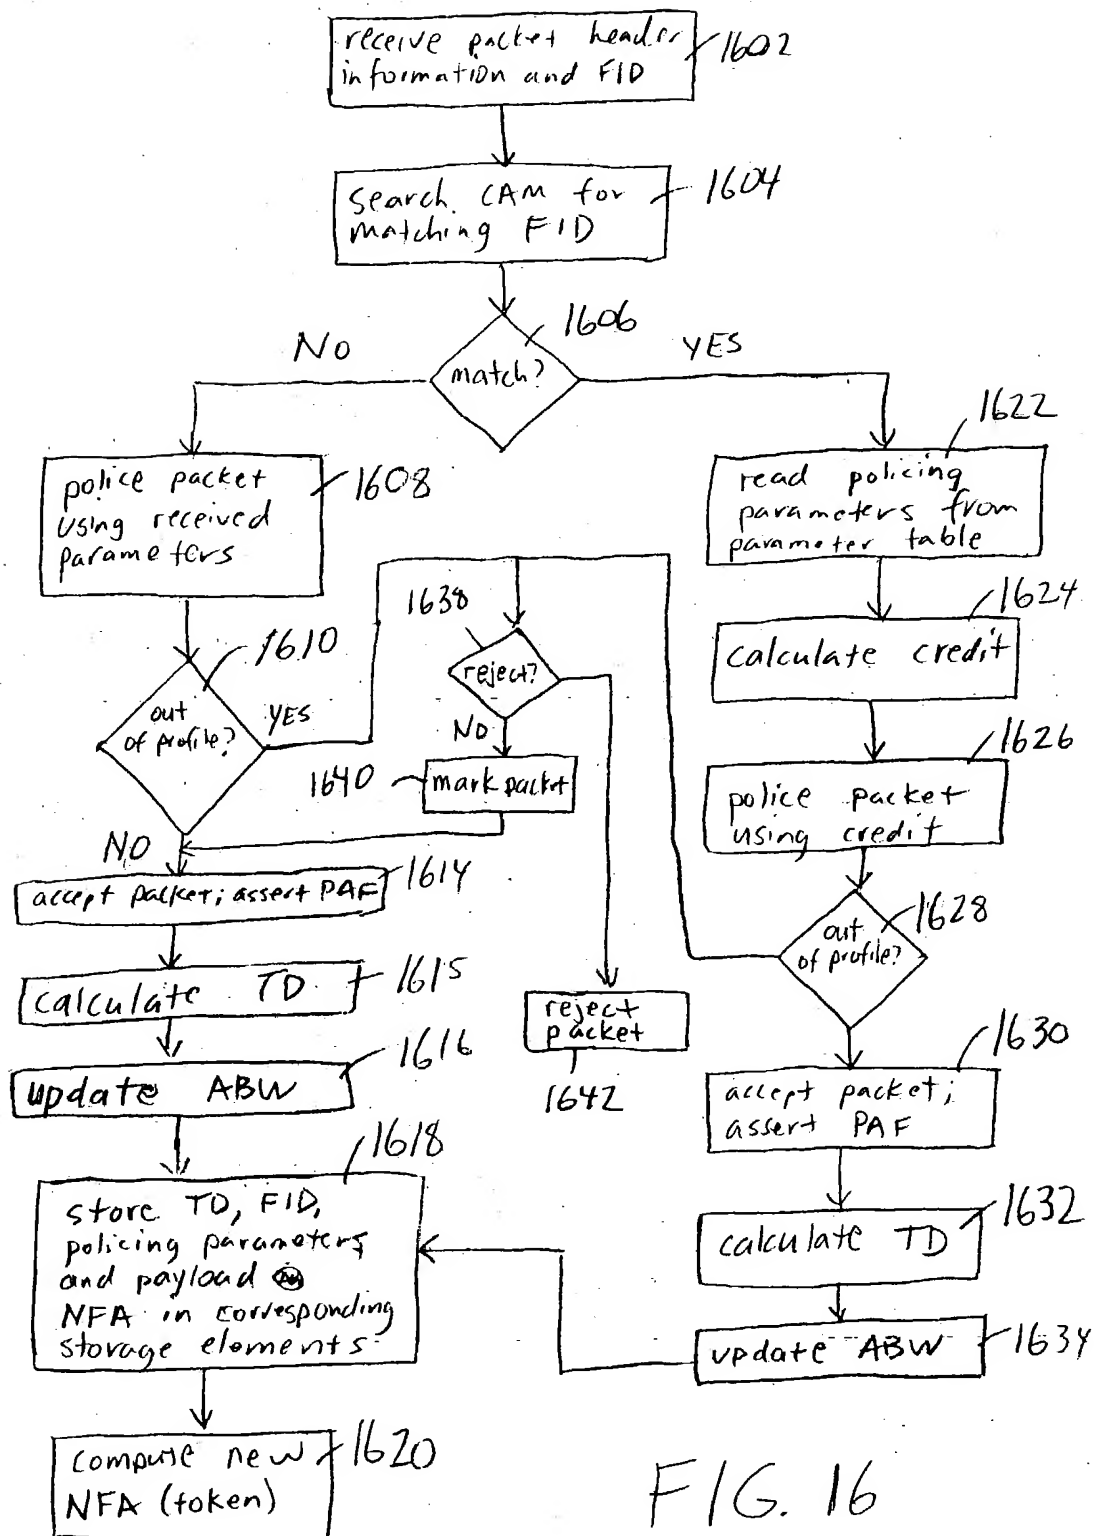 receive packet header
information and FID
1602
search CAM for
matching FID
1604
1606
match?
NO
YES
police packet
using received
parameters
1608
1622
read policing
parameters from
parameter table
1624
calculate credit
1638
reject?
1610
out
of profile?
YES
NO
1640
mark packet
1626
police packet
using credit
NO
accept packet; assert PAF
1614
1628
out
of profile?
calculate TD
1615
reject
packet
1642
update ABW
1616
1630
accept packet;
assert PAF
1618
store TD, FID,
policing parameters
and payload
NFA in corresponding
storage elements
calculate TD
1632
update ABW
1634
compute new
NFA (token)
1620
FIG. 16